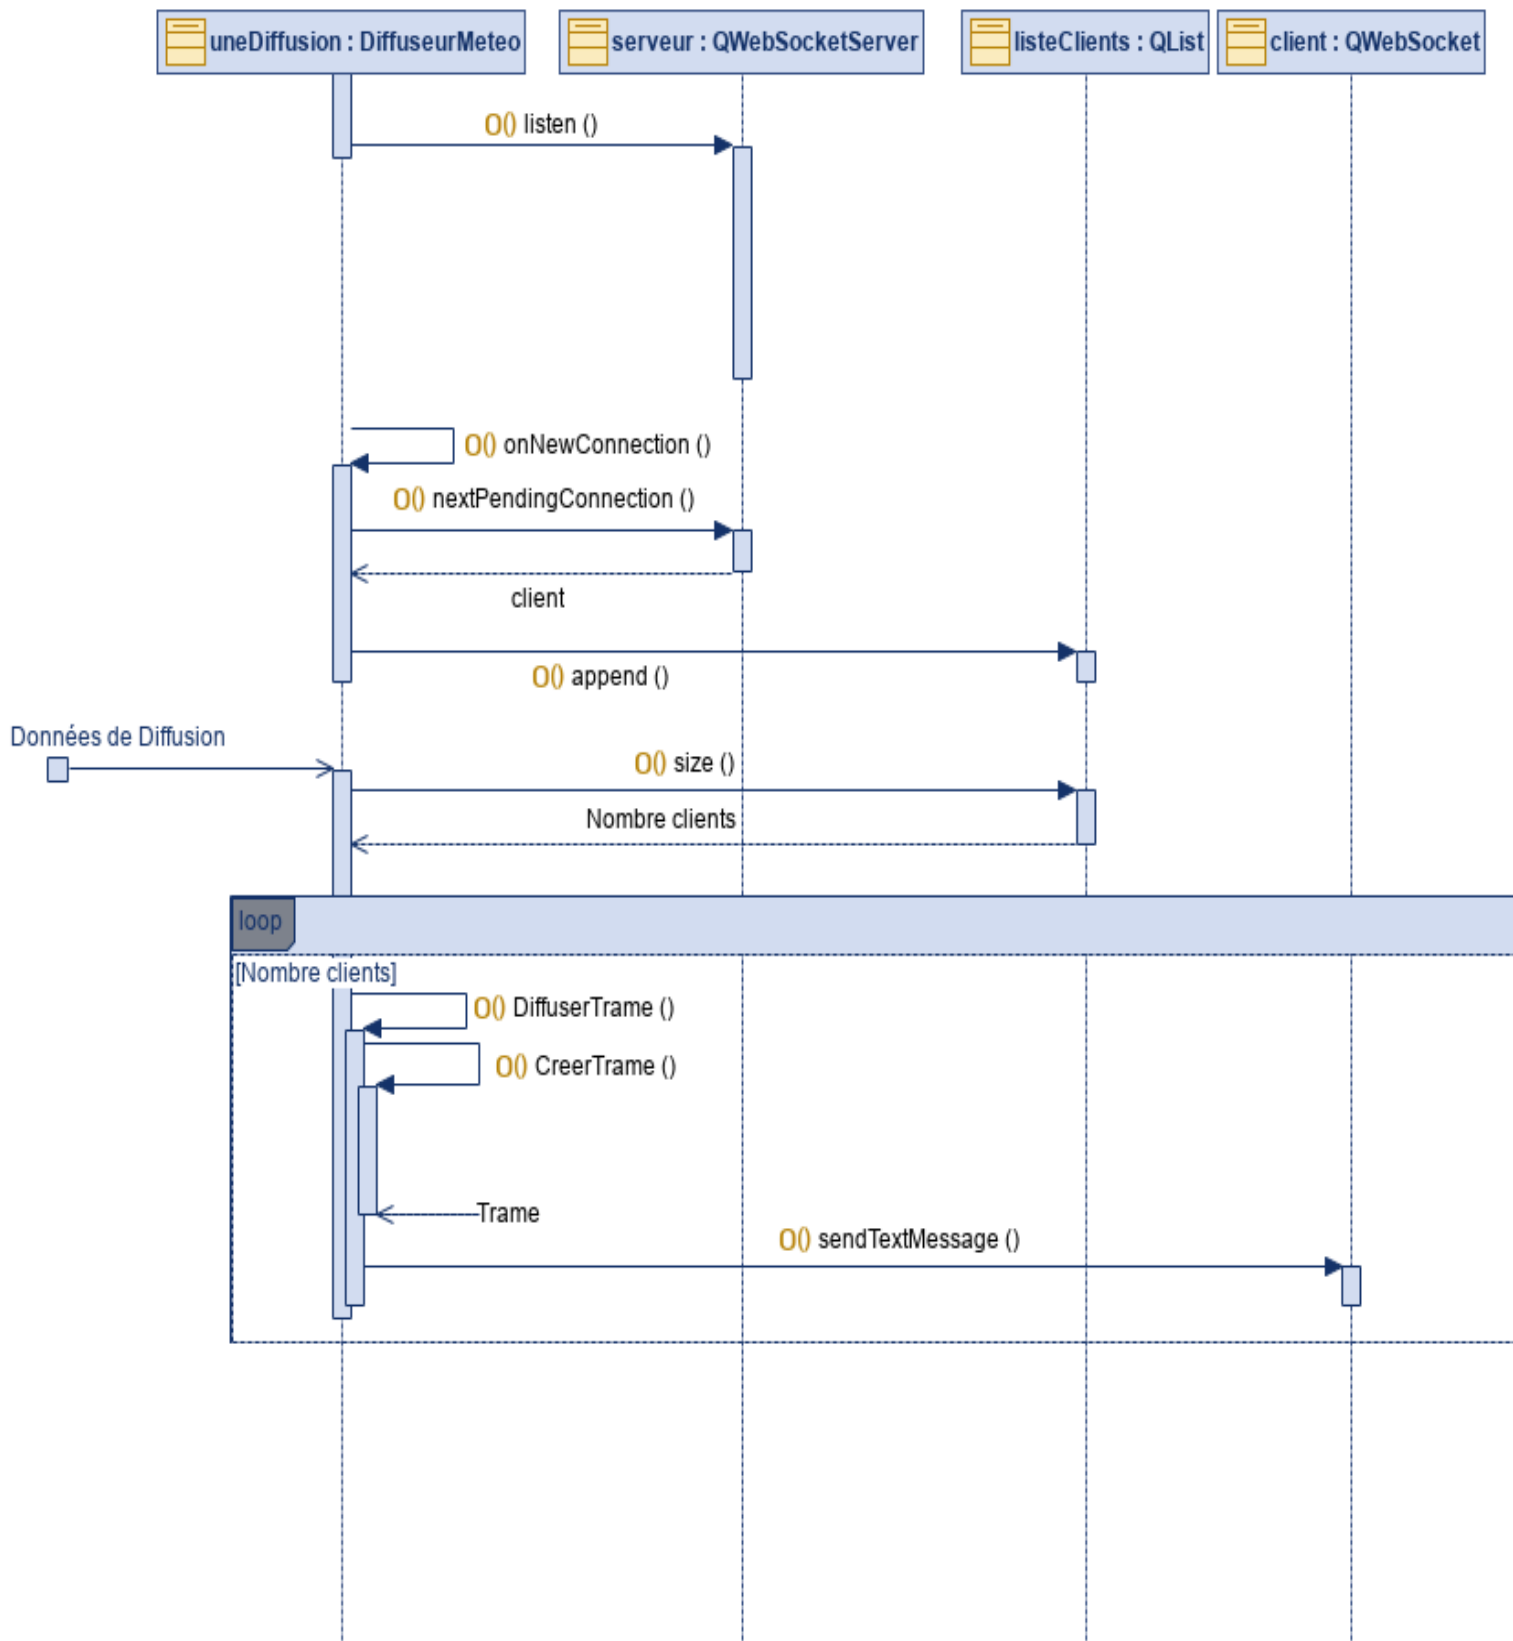 uneDiffusion : DiffuseurMeteo
serveur : QWebSocketServer
listeClients : QList
client : QWebSocket
O() listen ()
O() onNewConnection ()
O() nextPendingConnection ()
client
O() append ()
Données de Diffusion
O() size ()
Nombre clients
loop
[Nombre clients]
O() DiffuserTrame ()
O() CreerTrame ()
Trame
O() sendTextMessage ()